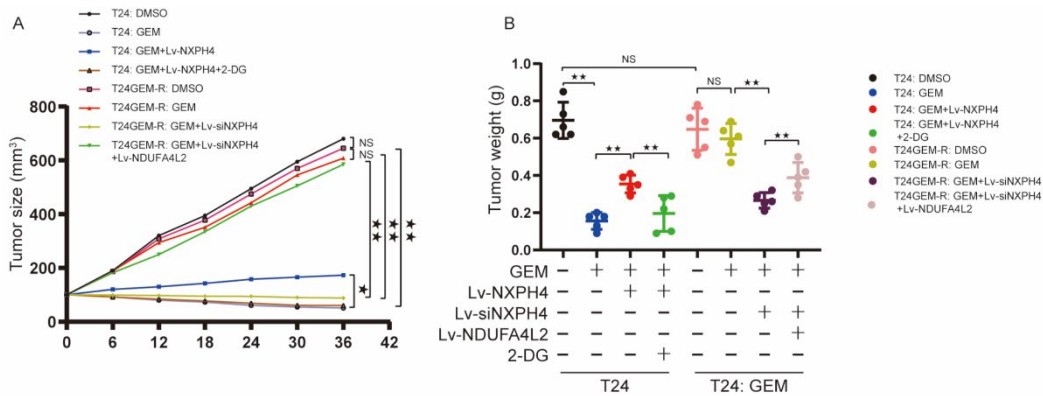 A
T24: DMSO
T24: GEM
T24: GEM+Lv-NXPH4
T24: GEM+Lv-NXPH4+2-DG
T24GEM-R: DMSO
T24GEM-R: GEM
T24GEM-R: GEM+Lv-siNXPH4
T24GEM-R: GEM+Lv-siNXPH4
+Lv-NDUFA4L2
Tumor size (mm³)
800
600
400
200
0
0 6 12 18 24 30 36 42
NS
NS
★★ ★★ ★★
★
B
Tumor weight (g)
1.0
0.8
0.6
0.4
0.2
0.0
NS
★★ NS ★★
★★ ★★ ★★
T24: DMSO
T24: GEM
T24: GEM+Lv-NXPH4
T24: GEM+Lv-NXPH4
+2-DG
T24GEM-R: DMSO
T24GEM-R: GEM
T24GEM-R: GEM+Lv-siNXPH4
T24GEM-R: GEM+Lv-siNXPH4
+Lv-NDUFA4L2
GEM − + + + − + + +
Lv-NXPH4 − − + + − − − −
Lv-siNXPH4 − − − − − − + +
Lv-NDUFA4L2 − − − − − − − +
2-DG − − − + − − − −
T24 T24: GEM